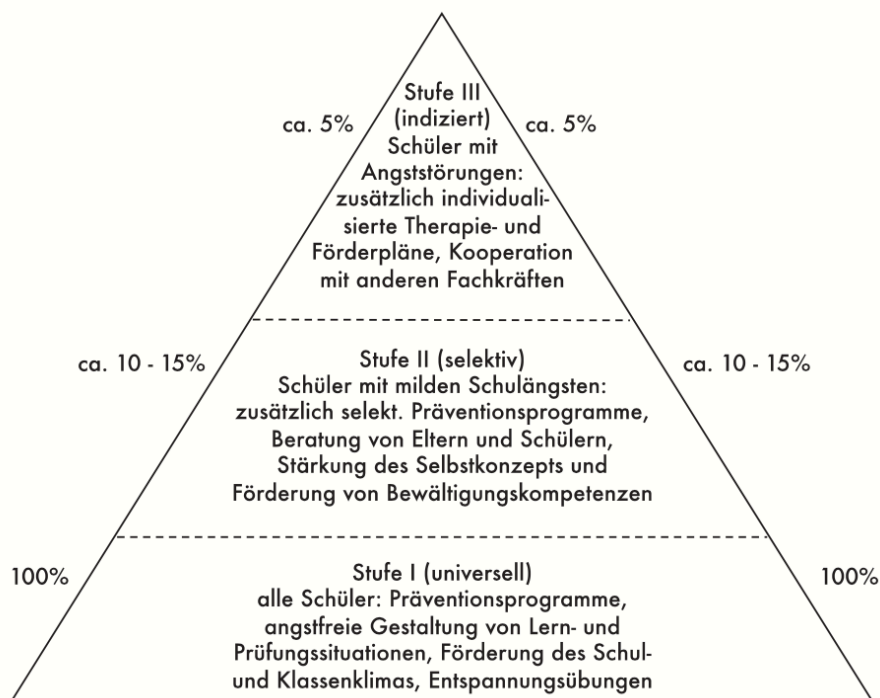 Stufe III
ca. 5%
(indiziert)
ca. 5%
Schüler mit
Angststörungen:
zusätzlich individuali-
sierte Therapie- und
Förderpläne, Kooperation
mit anderen Fachkräften
ca. 10 - 15%
Stufe II (selektiv)
ca. 10 - 15%
Schüler mit milden Schulängsten:
zusätzlich selekt. Präventionsprogramme,
Beratung von Eltern und Schülern,
Stärkung des Selbstkonzepts und
Förderung von Bewältigungskompetenzen
100%
Stufe I (universell)
100%
alle Schüler: Präventionsprogramme,
angstfreie Gestaltung von Lern- und
Prüfungssituationen, Förderung des Schul-
und Klassenklimas, Entspannungsübungen